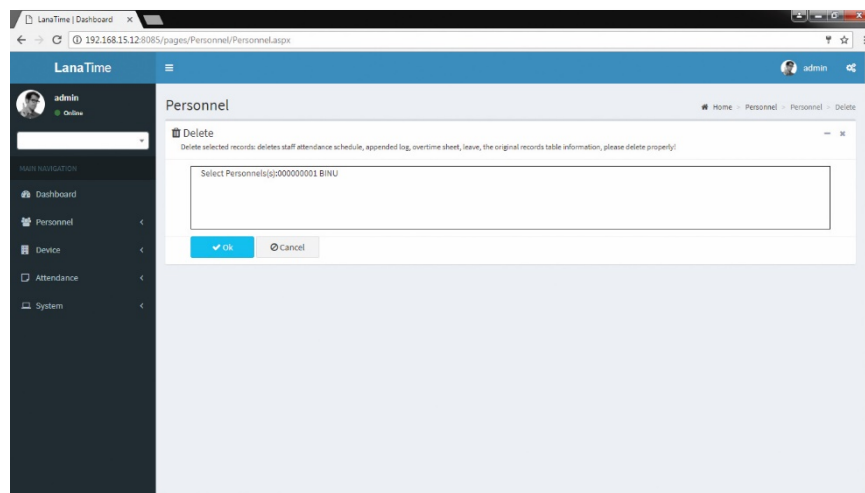 LanaTime | Dashboard
192.168.15.12:8085/pages/Personnel/Personnel.aspx
LanaTime
admin
admin
Online
Personnel
Home > Personnel > Personnel > Delete
Delete
Delete selected records: deletes staff attendance schedule, appended log, overtime sheet, leave, the original records table information, please delete properly!
Select Personnels(s):000000001 BINU
Ok
Cancel
MAIN NAVIGATION
Dashboard
Personnel
Device
Attendance
System